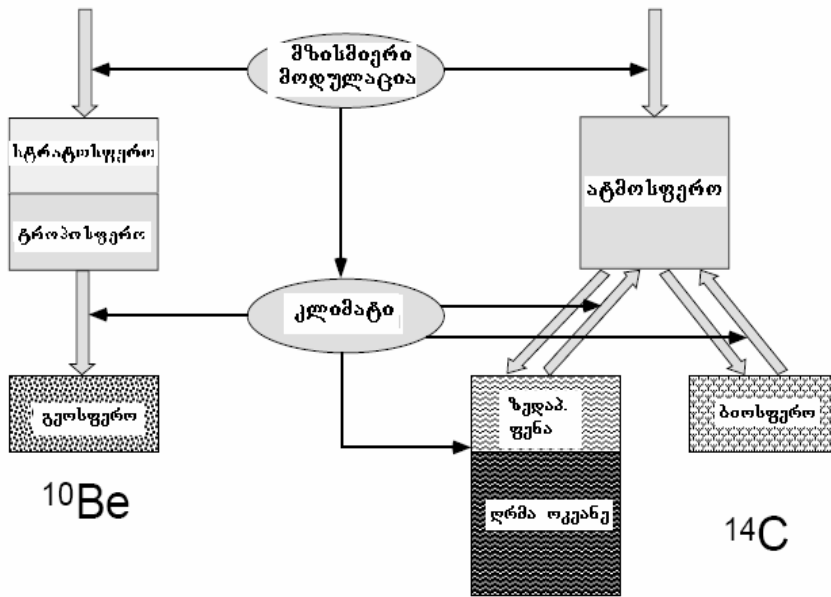 მზისმიერი
მოდულაცია
სტრატოსფერო
ატმოსფერო
ტროპოსფერო
კლიმატი
გეოსფერო
ზედაპ.
ფენა
ბიოსფერო
ღრმა ოკეანე
¹⁰Be
¹⁴C